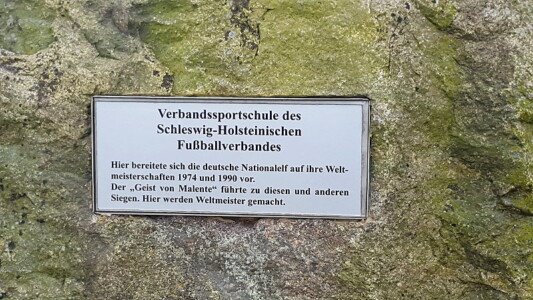 Verbandssportschule des
Schleswig-Holsteinischen
Fußballverbandes
Hier bereitete sich die deutsche Nationalelf auf ihre Welt-
meisterschaften 1974 und 1990 vor.
Der „Geist von Malente" führte zu diesen und anderen
Siegen. Hier werden Weltmeister gemacht.